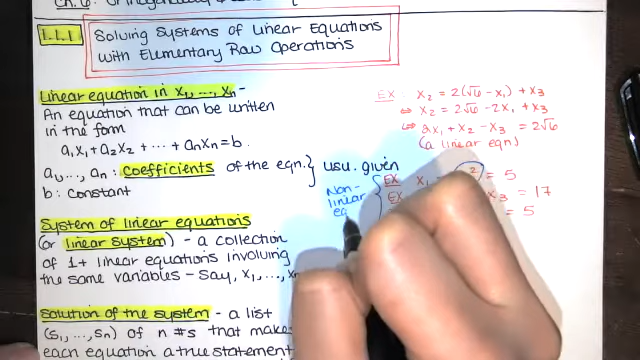 Ch. 6:
1.1.1
Solving Systems of Linear Equations
with Elementary Row Operations
Linear equation in x₁, ..., xₙ -
An equation that can be written
in the form
a₁x₁ + a₂x₂ + ··· + aₙxₙ = b.
a₁, ..., aₙ : coefficients of the eqn. } usu. given
b: constant
System of linear equations
(or linear system) - a collection
of 1+ linear equations involving
the same variables - say, x₁, ..., xₙ
Solution of the system - a list
(s₁, ..., sₙ) of n #s that make
each equation a true statement
EX: x₂ = 2(√6 - x₁) + x₃
⇔ x₂ = 2√6 - 2x₁ + x₃
⇔ 2x₁ + x₂ - x₃ = 2√6
(a linear eqn)
Non-
linear
eq
EX x₁ 2 = 5
EX x₃ = 17
= 5